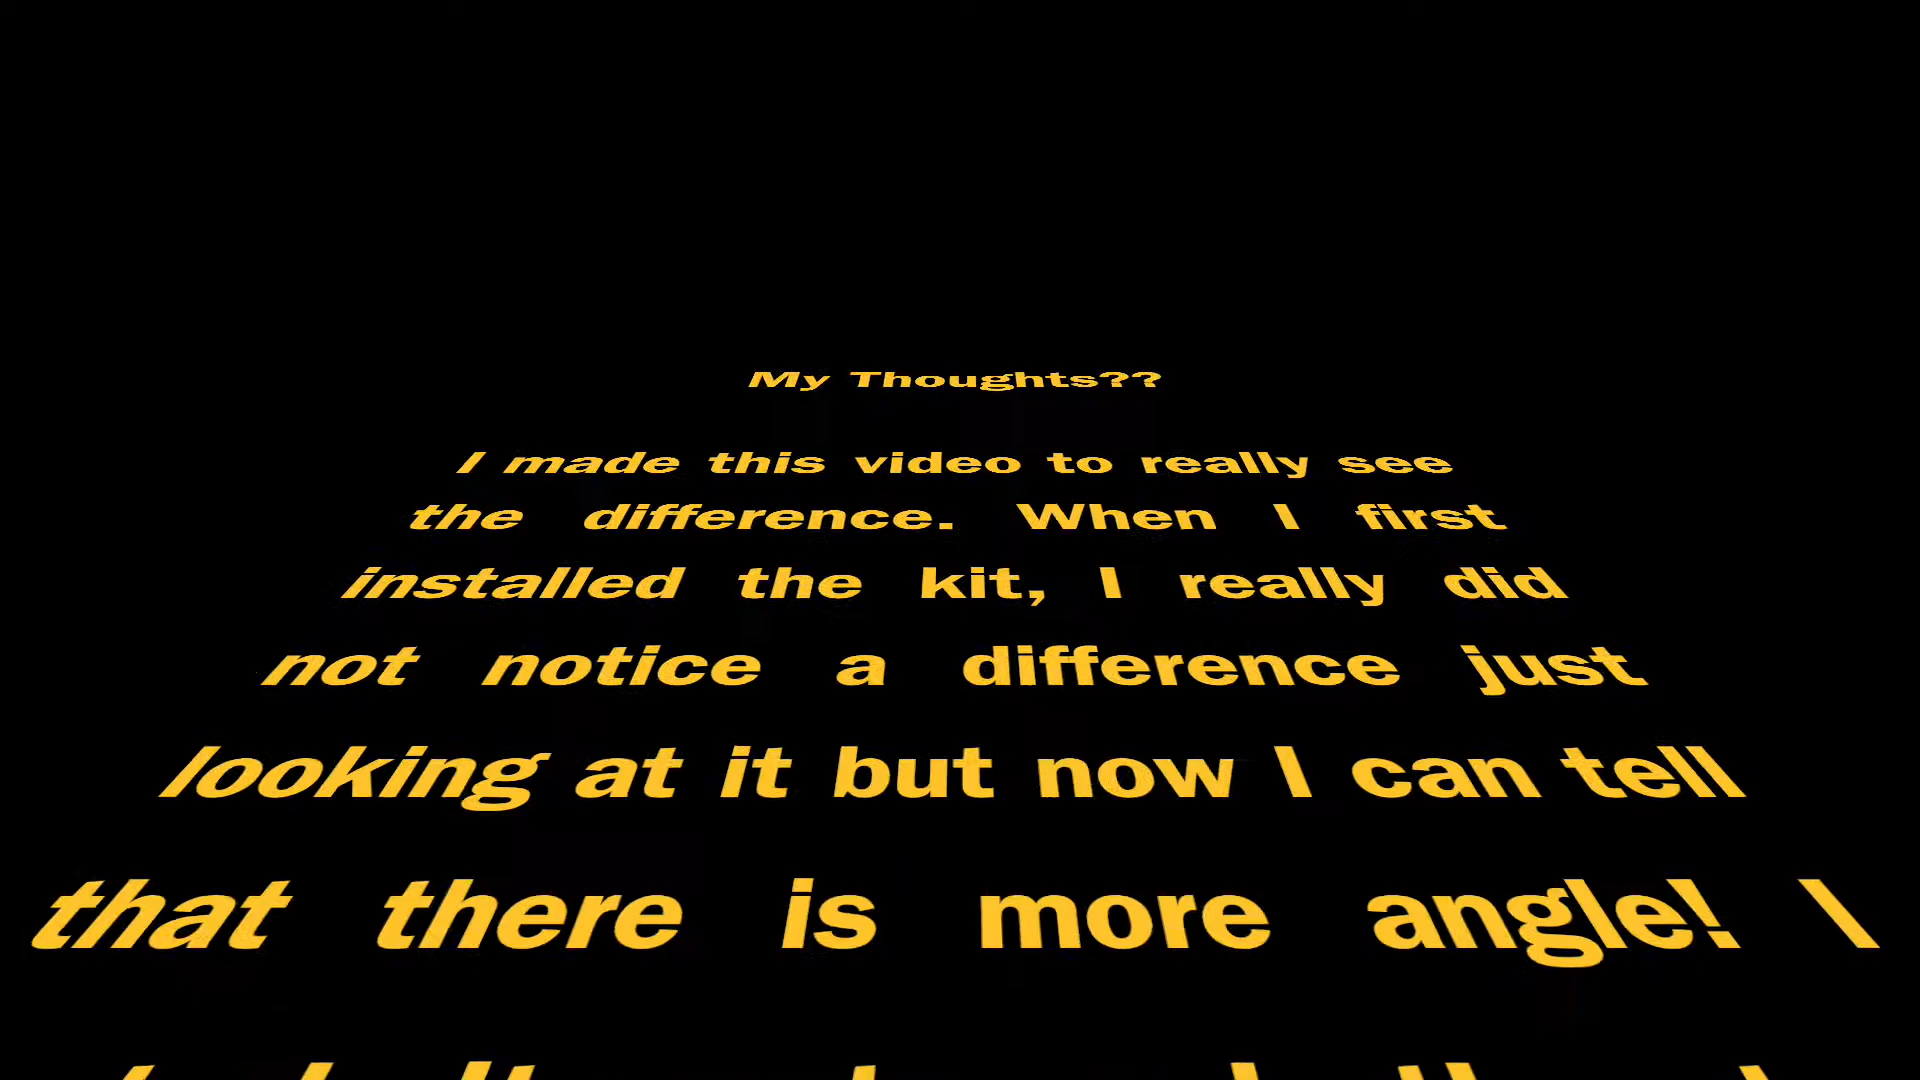 My Thoughts??
I made this video to really see
the difference. When I first
installed the kit, I really did
not notice a difference just
looking at it but now I can tell
that there is more angle! I